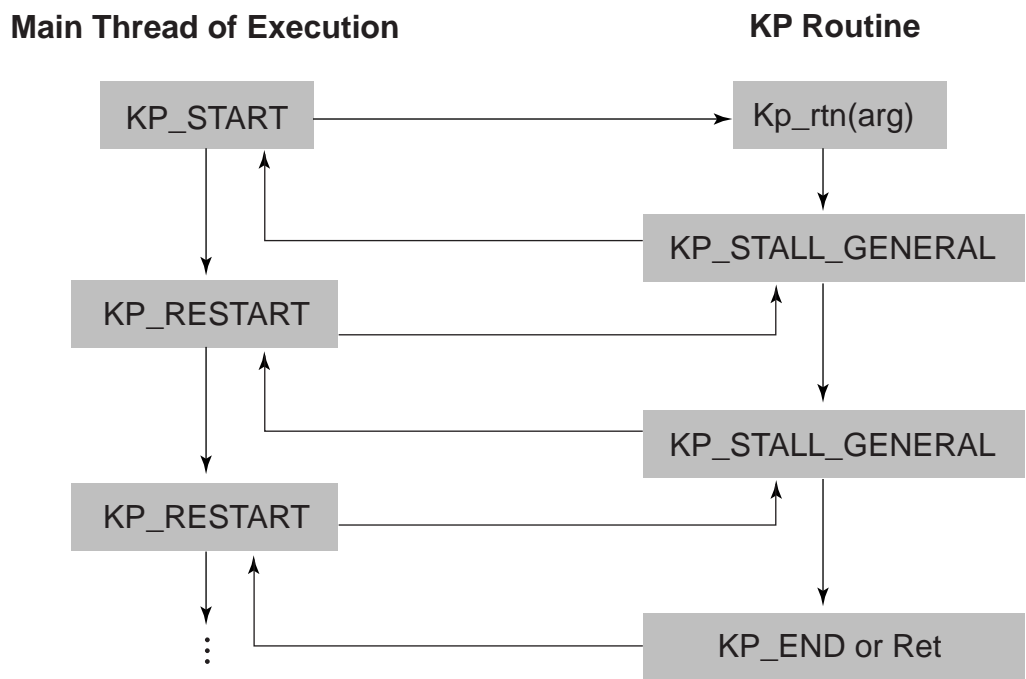 Main Thread of Execution
KP Routine
KP_START
Kp_rtn(arg)
KP_STALL_GENERAL
KP_RESTART
KP_STALL_GENERAL
KP_RESTART
KP_END or Ret